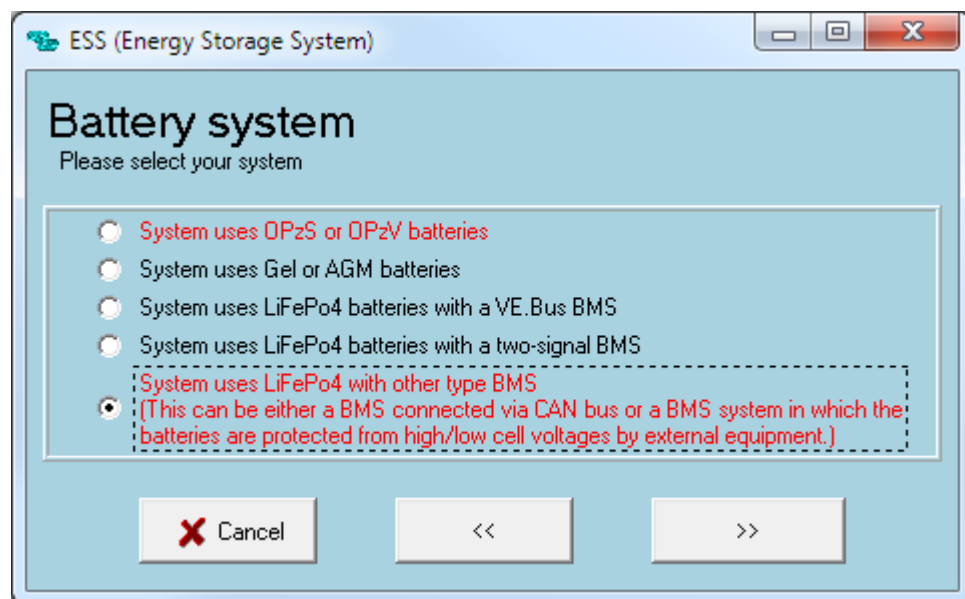 ESS (Energy Storage System)
Battery system
Please select your system
System uses OPzS or OPzV batteries
System uses Gel or AGM batteries
System uses LiFePo4 batteries with a VE.Bus BMS
System uses LiFePo4 batteries with a two-signal BMS
System uses LiFePo4 with other type BMS
(This can be either a BMS connected via CAN bus or a BMS system in which the
batteries are protected from high/low cell voltages by external equipment.)
Cancel
<<
>>